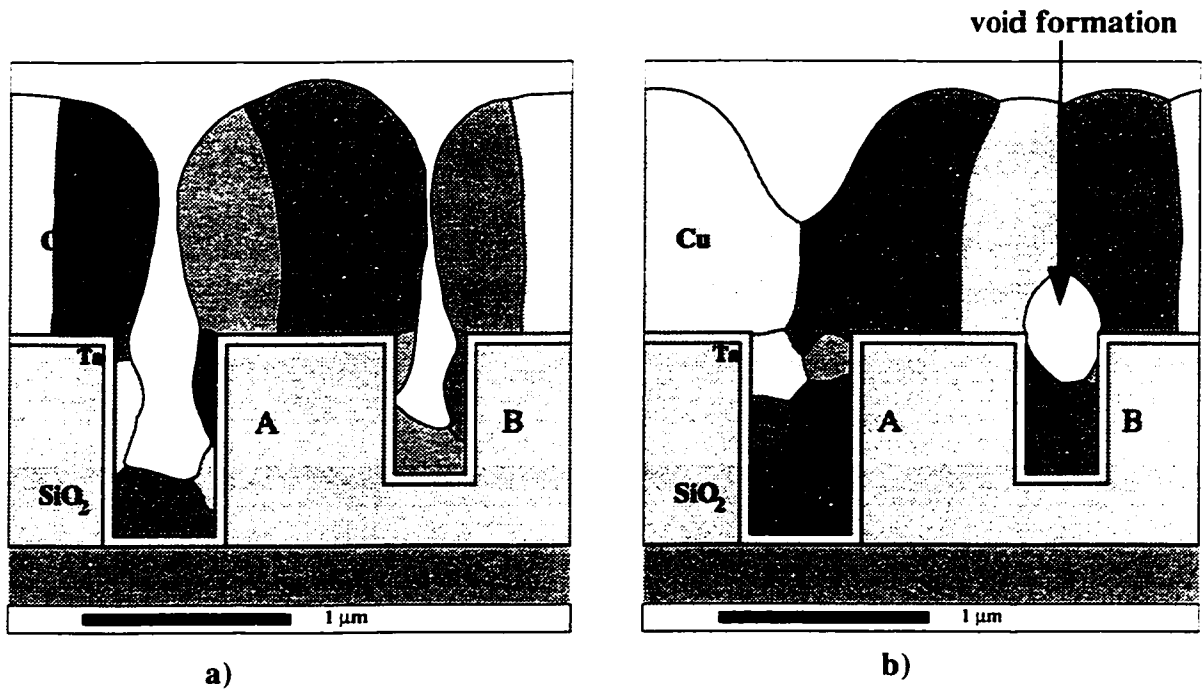 void formation
Ta
A
B
SiO₂
1 μm
a)
Cu
Ta
A
B
SiO₂
1 μm
b)